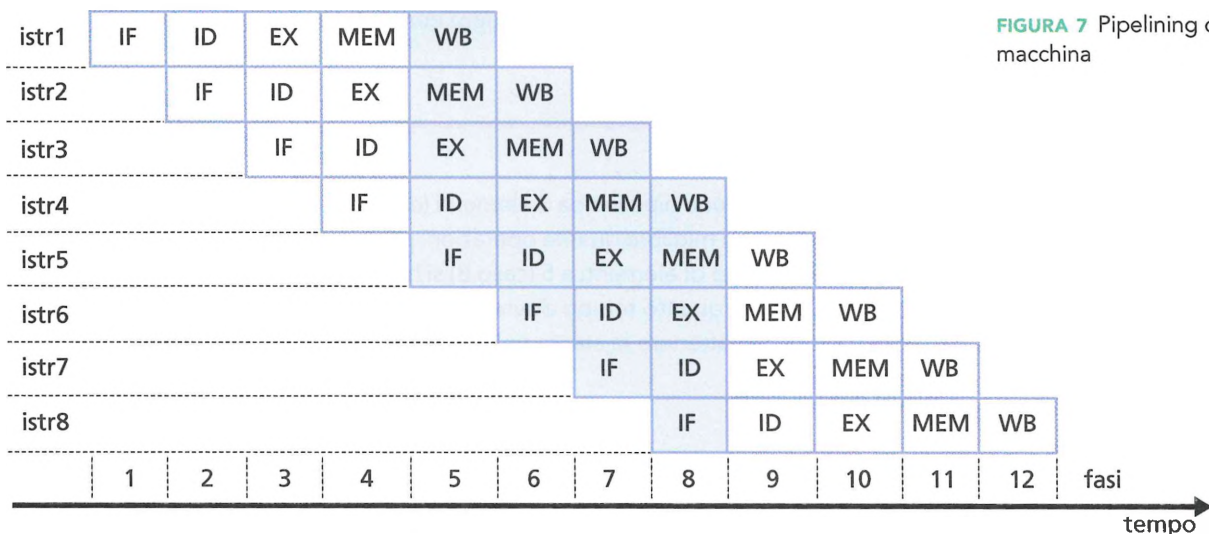 FIGURA 7 Pipelining
macchina
istr1 IF ID EX MEM WB
istr2 IF ID EX MEM WB
istr3 IF ID EX MEM WB
istr4 IF ID EX MEM WB
istr5 IF ID EX MEM WB
istr6 IF ID EX MEM WB
istr7 IF ID EX MEM WB
istr8 IF ID EX MEM WB
1 2 3 4 5 6 7 8 9 10 11 12 fasi
tempo